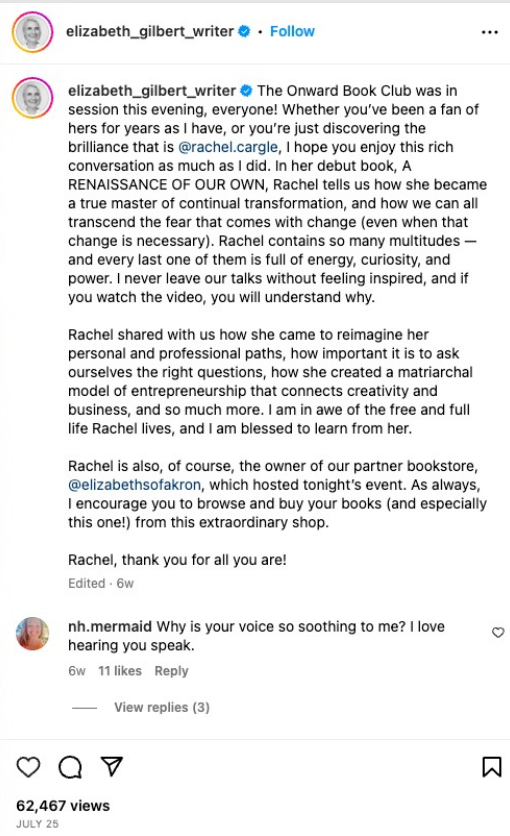 elizabeth_gilbert_writer • Follow
elizabeth_gilbert_writer The Onward Book Club was in
session this evening, everyone! Whether you've been a fan of
hers for years as I have, or you're just discovering the
brilliance that is @rachel.cargle, I hope you enjoy this rich
conversation as much as I did. In her debut book, A
RENAISSANCE OF OUR OWN, Rachel tells us how she became
a true master of continual transformation, and how we can all
transcend the fear that comes with change (even when that
change is necessary). Rachel contains so many multitudes —
and every last one of them is full of energy, curiosity, and
power. I never leave our talks without feeling inspired, and if
you watch the video, you will understand why.
Rachel shared with us how she came to reimagine her
personal and professional paths, how important it is to ask
ourselves the right questions, how she created a matriarchal
model of entrepreneurship that connects creativity and
business, and so much more. I am in awe of the free and full
life Rachel lives, and I am blessed to learn from her.
Rachel is also, of course, the owner of our partner bookstore,
@elizabethsofakron, which hosted tonight's event. As always,
I encourage you to browse and buy your books (and especially
this one!) from this extraordinary shop.
Rachel, thank you for all you are!
Edited · 6w
nh.mermaid Why is your voice so soothing to me? I love
hearing you speak.
6w 11 likes Reply
View replies (3)
62,467 views
JULY 25